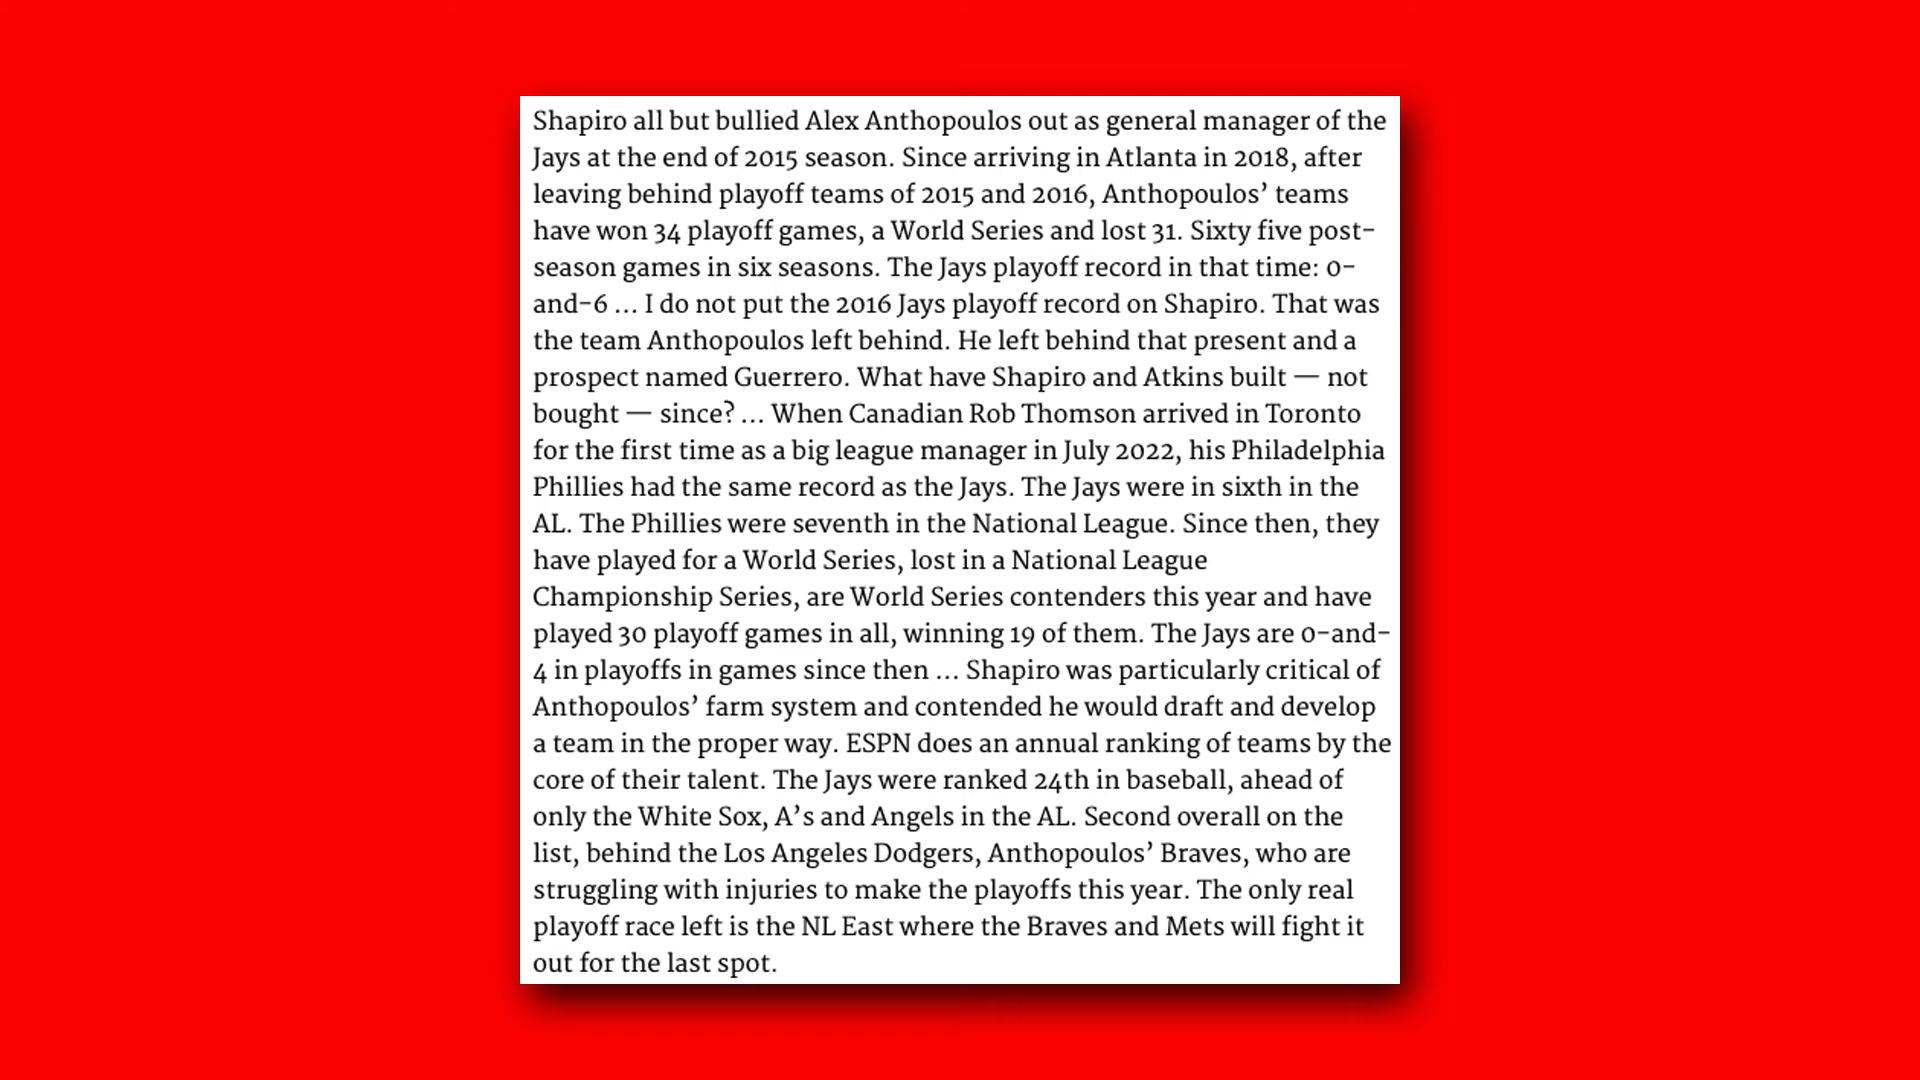 Shapiro all but bullied Alex Anthopoulos out as general manager of the
Jays at the end of 2015 season. Since arriving in Atlanta in 2018, after
leaving behind playoff teams of 2015 and 2016, Anthopoulos’ teams
have won 34 playoff games, a World Series and lost 31. Sixty five post-
season games in six seasons. The Jays playoff record in that time: 0-
and-6 … I do not put the 2016 Jays playoff record on Shapiro. That was
the team Anthopoulos left behind. He left behind that present and a
prospect named Guerrero. What have Shapiro and Atkins built — not
bought — since? … When Canadian Rob Thomson arrived in Toronto
for the first time as a big league manager in July 2022, his Philadelphia
Phillies had the same record as the Jays. The Jays were in sixth in the
AL. The Phillies were seventh in the National League. Since then, they
have played for a World Series, lost in a National League
Championship Series, are World Series contenders this year and have
played 30 playoff games in all, winning 19 of them. The Jays are 0-and-
4 in playoffs in games since then … Shapiro was particularly critical of
Anthopoulos’ farm system and contended he would draft and develop
a team in the proper way. ESPN does an annual ranking of teams by the
core of their talent. The Jays were ranked 24th in baseball, ahead of
only the White Sox, A’s and Angels in the AL. Second overall on the
list, behind the Los Angeles Dodgers, Anthopoulos’ Braves, who are
struggling with injuries to make the playoffs this year. The only real
playoff race left is the NL East where the Braves and Mets will fight it
out for the last spot.